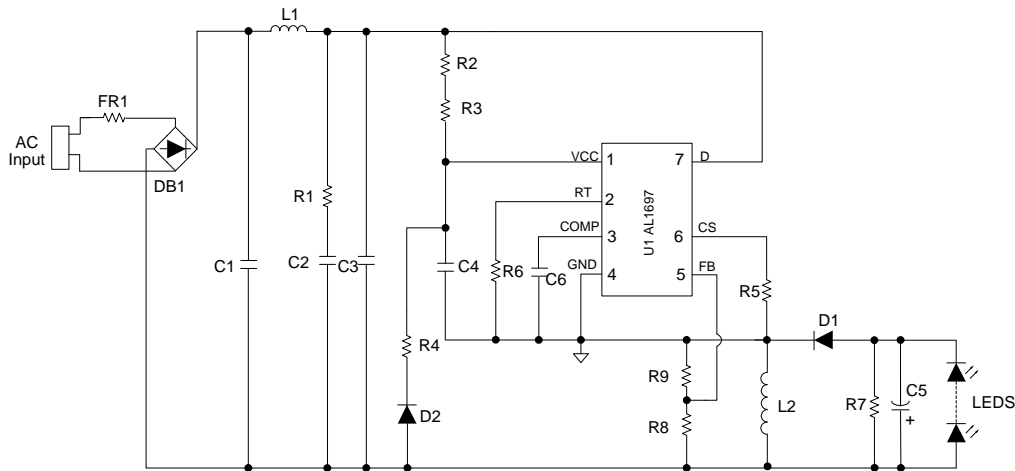 L1
R2
R3
FR1
AC
Input
DB1
VCC 1 7 D
RT 2
R1
COMP 3 6 CS
GND 4 5 FB
U1 AL1697
C1
C2
C3
C4
R6
C6
R5
R4
D1
R9
D2
R8
L2
R7
C5
+
LEDS